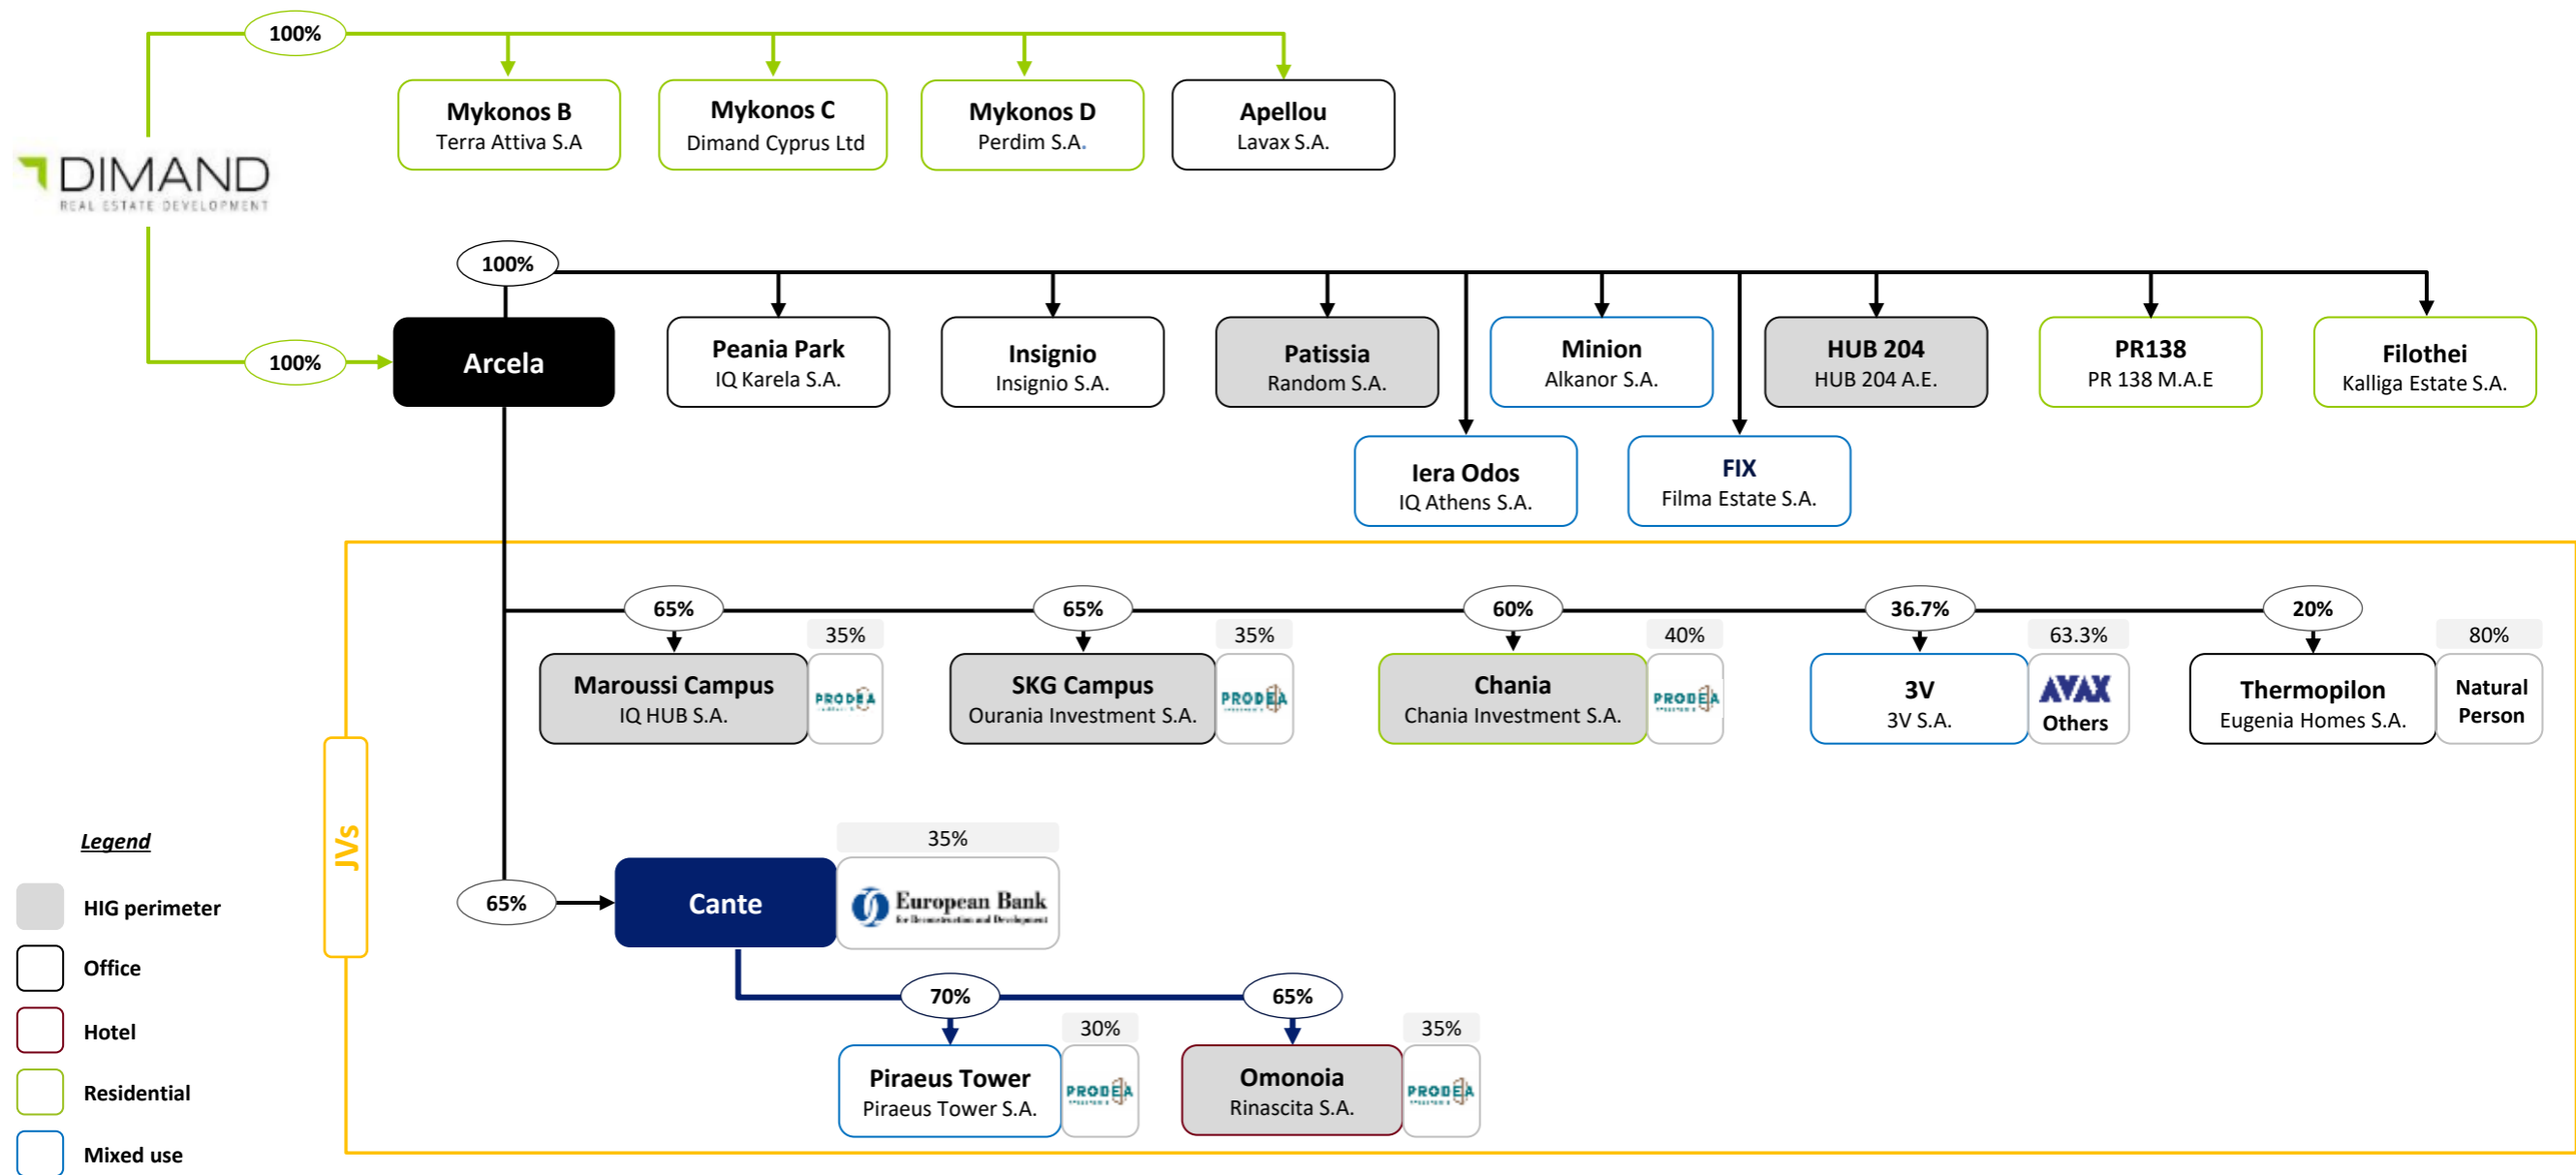 100%
Mykonos B
Terra Attiva S.A
Mykonos C
Dimand Cyprus Ltd
Mykonos D
Perdim S.A.
Apellou
Lavax S.A.
DIMAND
REAL ESTATE DEVELOPMENT
100%
100%
Arcela
Peania Park
IQ Karela S.A.
Insignio
Insignio S.A.
Patissia
Random S.A.
Minion
Alkanor S.A.
HUB 204
HUB 204 A.E.
PR138
PR 138 M.A.E
Filothei
Kalliga Estate S.A.
Iera Odos
IQ Athens S.A.
FIX
Filma Estate S.A.
JVs
65%
35%
Maroussi Campus
IQ HUB S.A.
PRODEA
65%
35%
SKG Campus
Ourania Investment S.A.
PRODEA
60%
40%
Chania
Chania Investment S.A.
PRODEA
36.7%
63.3%
3V
3V S.A.
AVAX
Others
20%
80%
Thermopilon
Eugenia Homes S.A.
Natural
Person
65%
35%
Cante
European Bank
for Reconstruction and Development
70%
30%
Piraeus Tower
Piraeus Tower S.A.
PRODEA
65%
35%
Omonoia
Rinascita S.A.
PRODEA
Legend
HIG perimeter
Office
Hotel
Residential
Mixed use